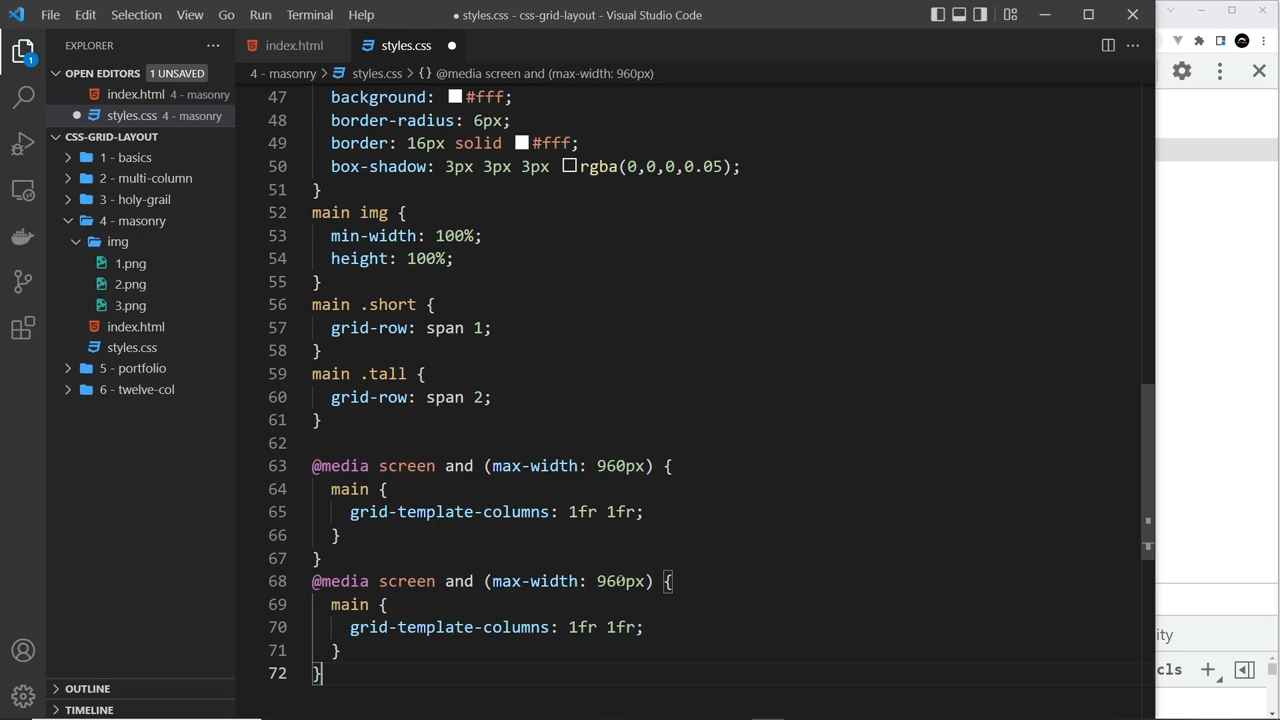 File Edit Selection View Go Run Terminal Help ● styles.css - css-grid-layout - Visual Studio Code
EXPLORER ···
index.html styles.css
OPEN EDITORS 1 UNSAVED
4 - masonry > styles.css > {} @media screen and (max-width: 960px)
index.html 4 - masonry
styles.css 4 - masonry
CSS-GRID-LAYOUT
1 - basics
2 - multi-column
3 - holy-grail
4 - masonry
img
1.png
2.png
3.png
index.html
styles.css
5 - portfolio
6 - twelve-col
OUTLINE
TIMELINE
1
47 background: #fff;
48 border-radius: 6px;
49 border: 16px solid #fff;
50 box-shadow: 3px 3px 3px rgba(0,0,0,0.05);
51 }
52 main img {
53 min-width: 100%;
54 height: 100%;
55 }
56 main .short {
57 grid-row: span 1;
58 }
59 main .tall {
60 grid-row: span 2;
61 }
62
63 @media screen and (max-width: 960px) {
64 main {
65 grid-template-columns: 1fr 1fr;
66 }
67 }
68 @media screen and (max-width: 960px) {
69 main {
70 grid-template-columns: 1fr 1fr;
71 }
72 }
ity
cls